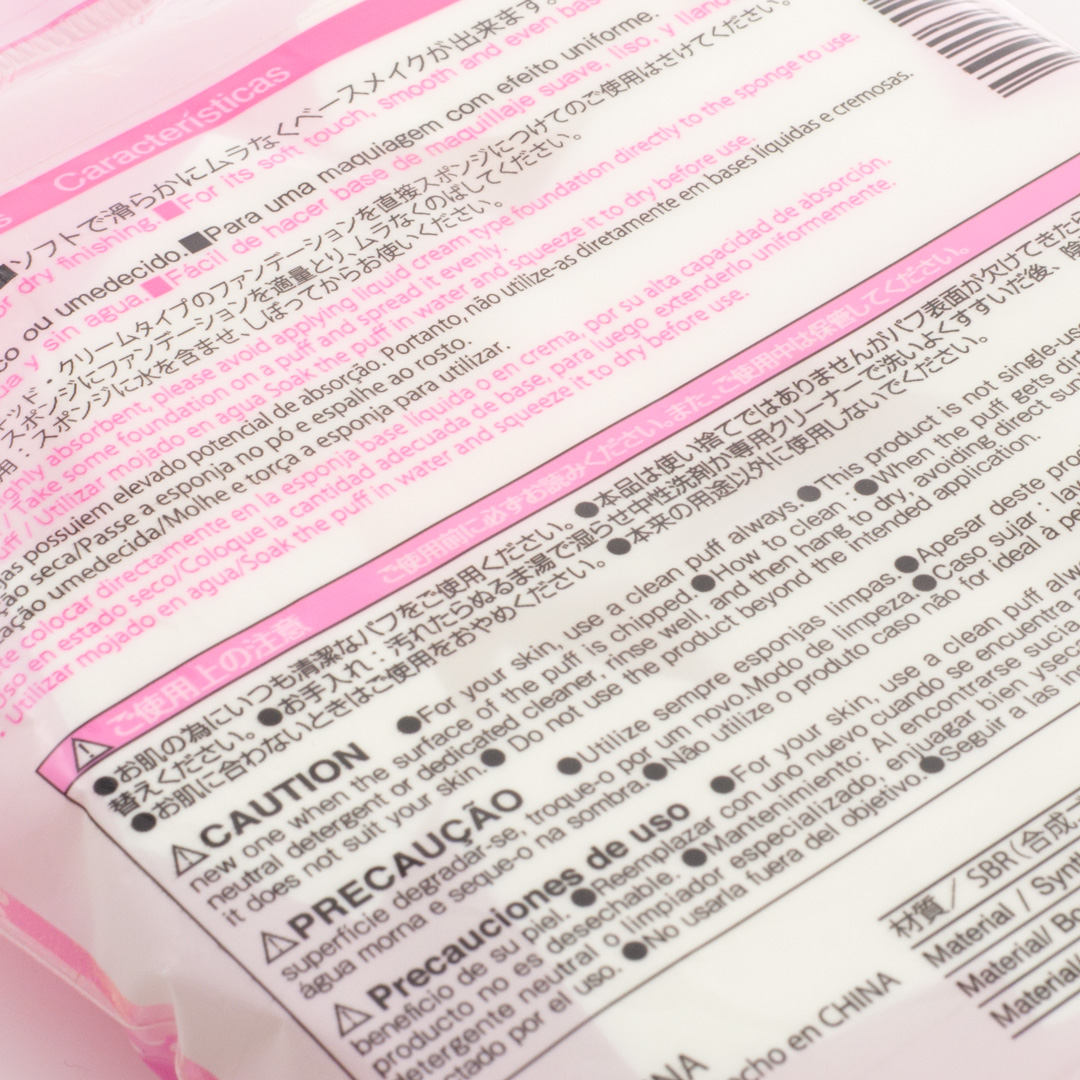 Características
ソフトで滑らかにムラなくベースメイクが出来ます。
dry finishing. ■For its soft touch, smooth and even
ou umedecido. ■Para uma maquiagem com efeito uniforme.
y sin agua. ■Fácil de hacer base de maquillaje suave, liso, y
・クリームタイプのファンデーションを直接スポンジにつけてのご使用はさけてください。
スポンジにファンデーションを適量とり、ムラなくのばしてください。
：スポンジに水を含ませ、しぼってからお使いください。
absorbent, please avoid applying liquid cream type foundation directly to the sponge to use.
/ Take some foundation on a puff and spread it evenly.
/ Utilizar mojado en agua Soak the puff in water and squeeze it to dry before use.
possuiem elevado potencial de absorção. Portanto, não utilize-as diretamente em bases líquidas e cremosas.
seca/Passe a esponja no pó e espalhe ao rosto.
umedecida/Molhe e torça a esponja para utilizar.
colocar directamente en la esponja base líquida o en crema, por su alta capacidad de absorción.
en estado seco/Coloque la cantidad adecuada de base, para luego extenderlo uniformemente.
Utilizar mojado en agua/Soak the puff in water and squeeze it to dry before use.
ご使用上の注意 ご使用前に必ずお読みください。また、ご使用中は保管してください。
●お肌の為にいつも清潔なパフをご使用ください。 ●本品は使い捨てではありませんがパフ表面が欠けてきたら
替えください。 ●お手入れ：汚れたらぬるま湯で湿らせ中性洗剤か専用クリーナーで洗いよくすすいだ後、
●お肌に合わないときはご使用をおやめください。 ●本来の用途以外に使用しないでください。
⚠CAUTION ●For your skin, use a clean puff always. ●This product is not
new one when the surface of the puff is chipped. ●How to clean : ●When the puff gets
neutral detergent or dedicated cleaner, rinse well, and then hang to dry, avoiding direct
it does not suit your skin. ● Do not use the product beyond the intended application.
⚠PRECAUÇÃO ●Utilize sempre esponjas limpas. ●Apesar deste
superfície degradar-se, troque-o por um novo.Modo de limpeza. ●Caso sujar :
água morna e seque-o na sombra. ●Não utilize o produto caso não for ideal à
⚠ Precauciones de uso ●For your skin, use a clean puff
beneficio de su piel. ●Reemplazar con uno nuevo cuando se encuentra
producto no es desechable. ●Mantenimiento: Al encontrarse sucia
detergente neutral o limpiador especializado, enjuagar bien
por el uso. ●No usarla fuera del objetivo. ●Seguir a las
材質／ SBR（合成
Material /
Material/
en CHINA